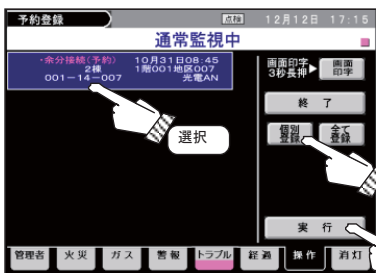 予約登録
点検
12月12日 17:15
通常監視中
・余分接続(予約) 10月31日08:45
2棟 1階001地区007
001-14-007 光電AN
画面印字▶
3秒長押
画面
印字
終 了
選択
個別
登録
全て
登録
実 行
管理者 火災 ガス 警報 トラブル 経過 操作 消灯